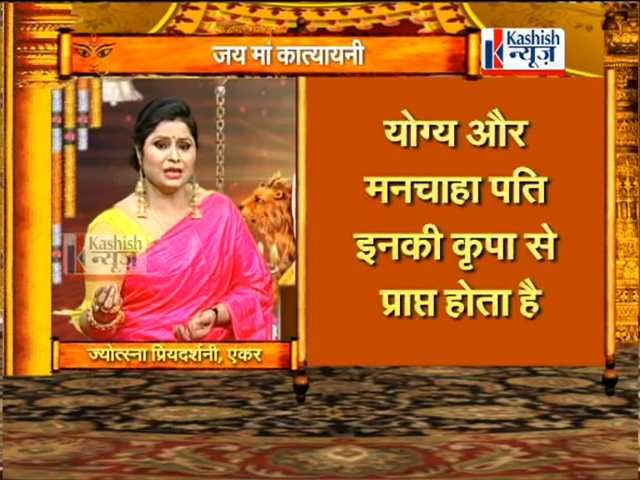 जय मां कात्यायनी
Kashish
न्यूज़
योग्य और
मनचाहा पति
इनकी कृपा से
प्राप्त होता है
Kashish
न्यूज़
ज्योत्स्ना प्रियदर्शनी, एंकर